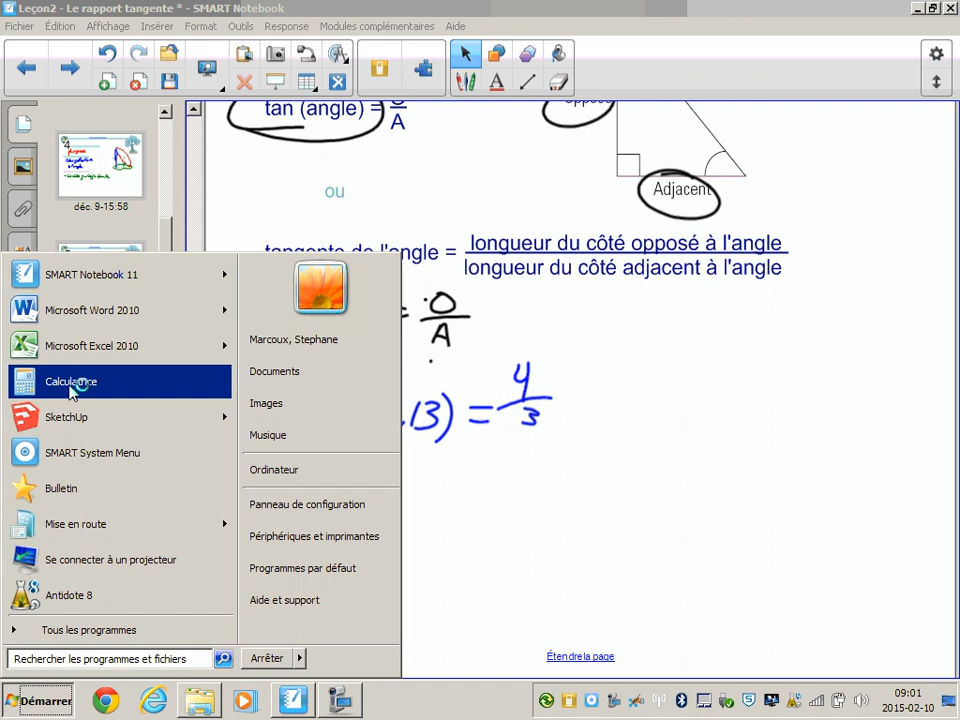 Leçon2 - Le rapport tangente * - SMART Notebook
Fichier Édition Affichage Insérer Format Outils Response Modules complémentaires Aide
tan (angle) =
A
Opposé
Adjacent
ou
déc. 9-15:58
tangente de l'angle = longueur du côté opposé à l'angle
longueur du côté adjacent à l'angle
= O
A
13) = 4
3
SMART Notebook 11
Microsoft Word 2010
Microsoft Excel 2010
Calculatrice
SketchUp
SMART System Menu
Bulletin
Mise en route
Se connecter à un projecteur
Antidote 8
Tous les programmes
Rechercher les programmes et fichiers
Marcoux, Stephane
Documents
Images
Musique
Ordinateur
Panneau de configuration
Périphériques et imprimantes
Programmes par défaut
Aide et support
Arrêter
Étendre la page
Démarrer
09:01
2015-02-10